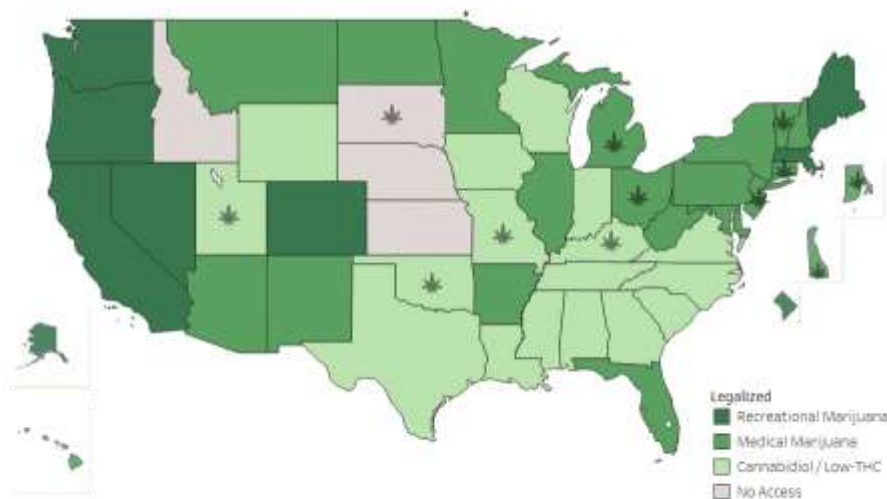 Legalized
Recreational Marijuana
Medical Marijuana
Cannabidiol / Low-THC
No Access